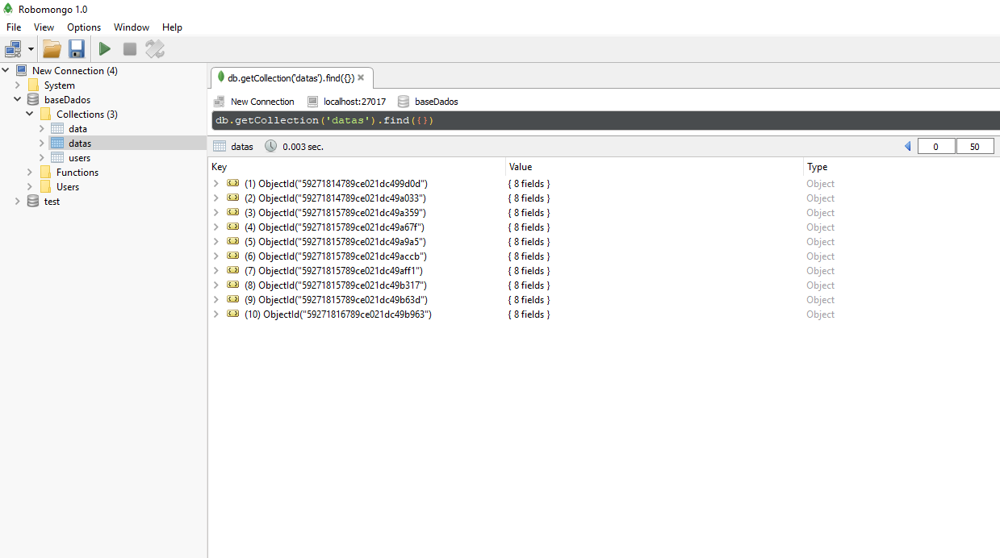 Robomongo 1.0
File View Options Window Help
New Connection (4)
System
baseDados
Collections (3)
data
datas
users
Functions
Users
test
db.getCollection('datas').find({})
New Connection localhost:27017 baseDados
db.getCollection('datas').find({})
datas 0.003 sec. 0 50
Key Value Type
(1) ObjectId("59271814789ce021dc499d0d") { 8 fields } Object
(2) ObjectId("59271814789ce021dc49a033") { 8 fields } Object
(3) ObjectId("59271815789ce021dc49a359") { 8 fields } Object
(4) ObjectId("59271815789ce021dc49a67f") { 8 fields } Object
(5) ObjectId("59271815789ce021dc49a9a5") { 8 fields } Object
(6) ObjectId("59271815789ce021dc49accb") { 8 fields } Object
(7) ObjectId("59271815789ce021dc49aff1") { 8 fields } Object
(8) ObjectId("59271815789ce021dc49b317") { 8 fields } Object
(9) ObjectId("59271815789ce021dc49b63d") { 8 fields } Object
(10) ObjectId("59271816789ce021dc49b963") { 8 fields } Object